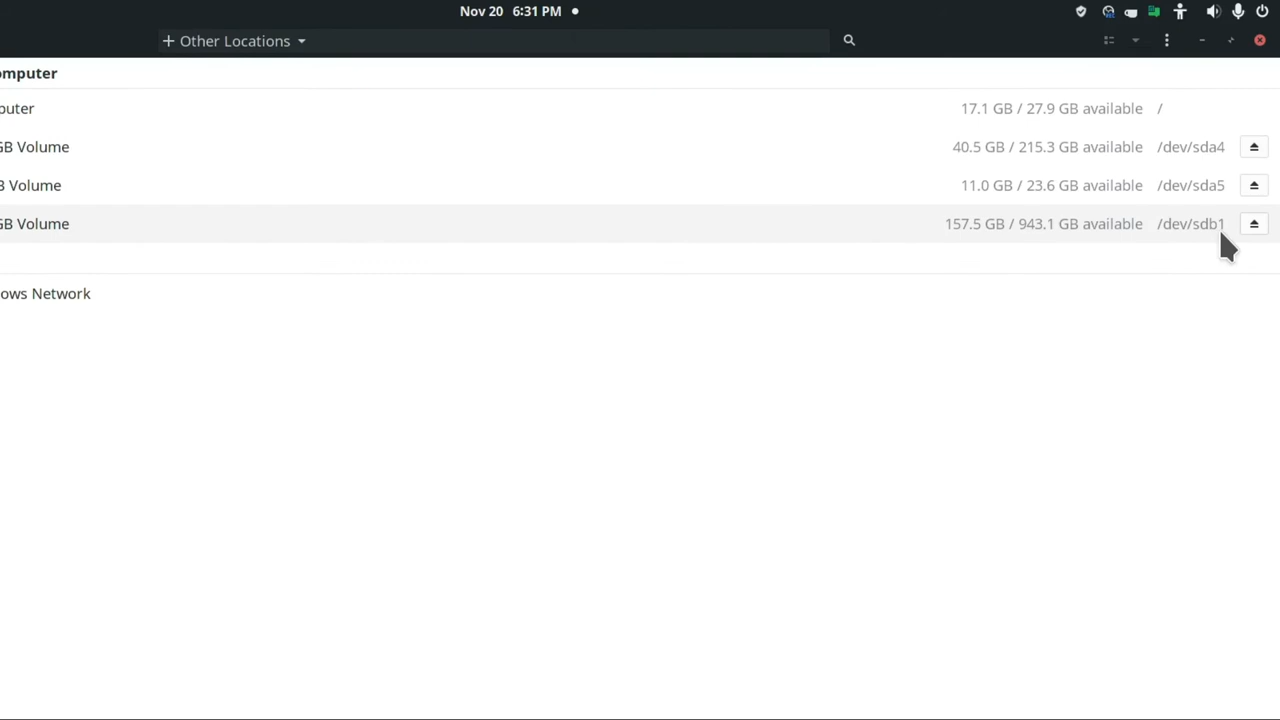 Nov 20 6:31 PM
+ Other Locations
omputer
puter 17.1 GB / 27.9 GB available /
GB Volume 40.5 GB / 215.3 GB available /dev/sda4
B Volume 11.0 GB / 23.6 GB available /dev/sda5
GB Volume 157.5 GB / 943.1 GB available /dev/sdb1
ows Network